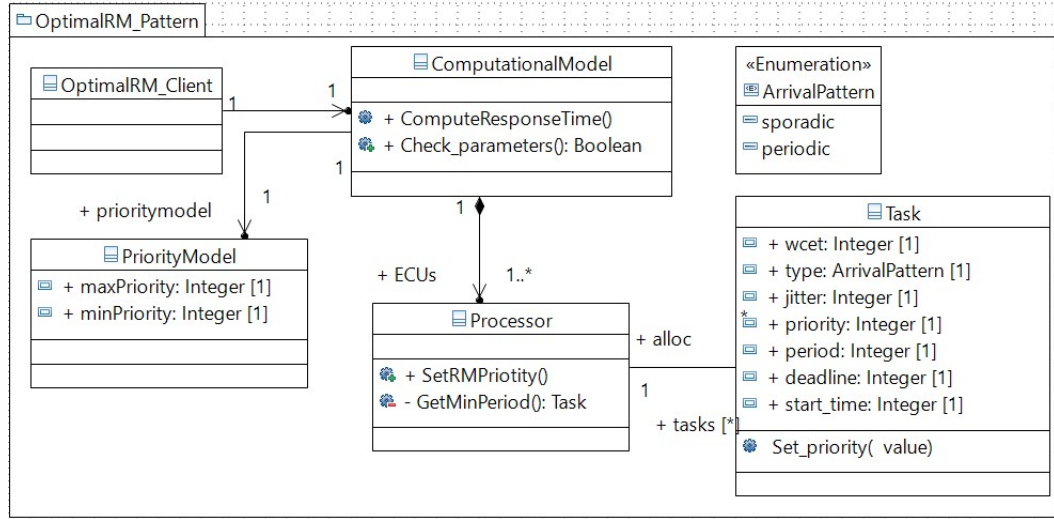 OptimalRM_Pattern
OptimalRM_Client
1
1
ComputationalModel
+ ComputeResponseTime()
+ Check_parameters(): Boolean
«Enumeration»
ArrivalPattern
sporadic
periodic
1
1
+ prioritymodel
PriorityModel
+ maxPriority: Integer [1]
+ minPriority: Integer [1]
1
+ ECUs
1..*
Processor
+ SetRMPriotity()
- GetMinPeriod(): Task
+ alloc
1
+ tasks [*]
*
Task
+ wcet: Integer [1]
+ type: ArrivalPattern [1]
+ jitter: Integer [1]
+ priority: Integer [1]
+ period: Integer [1]
+ deadline: Integer [1]
+ start_time: Integer [1]
Set_priority( value)